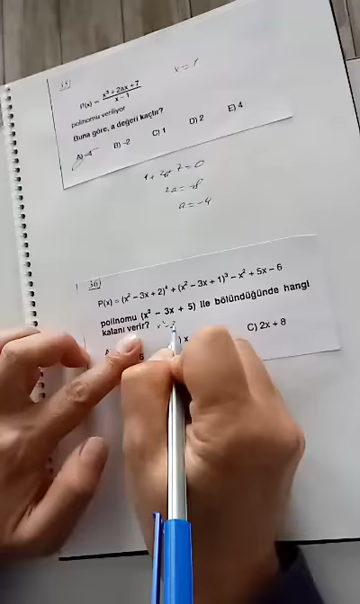 35
x=1
P(x) = x³ + 2ax + 7 / x − 1
polinomu veriliyor.
Buna göre, a değeri kaçtır?
A) −4 B) −2 C) 1 D) 2 E) 4
1 + 2a + 7 = 0
2a = −8
a = −4
36
P(x) = (x² − 3x + 2)⁴ + (x² − 3x + 1)³ − x² + 5x − 6
polinomu (x² − 3x + 5) ile bölündüğünde hangi
kalanı verir?
C) 2x + 8